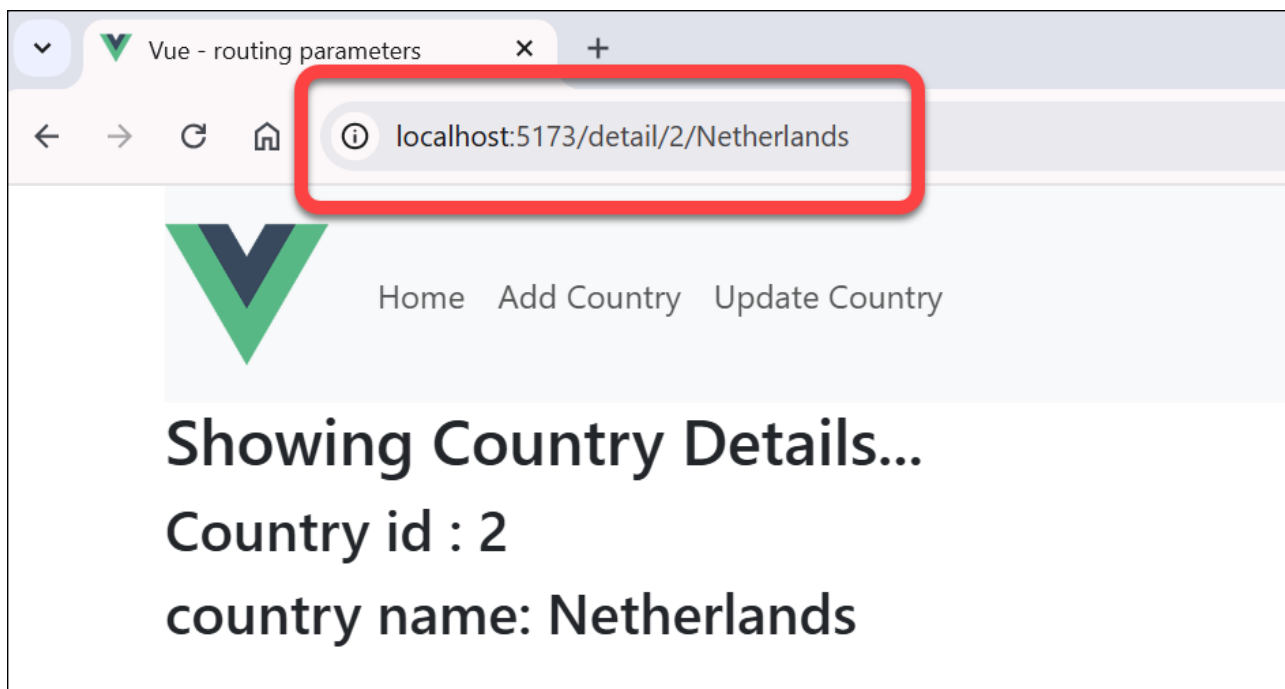 Vue - routing parameters
localhost:5173/detail/2/Netherlands
Home Add Country Update Country
Showing Country Details...
Country id : 2
country name: Netherlands